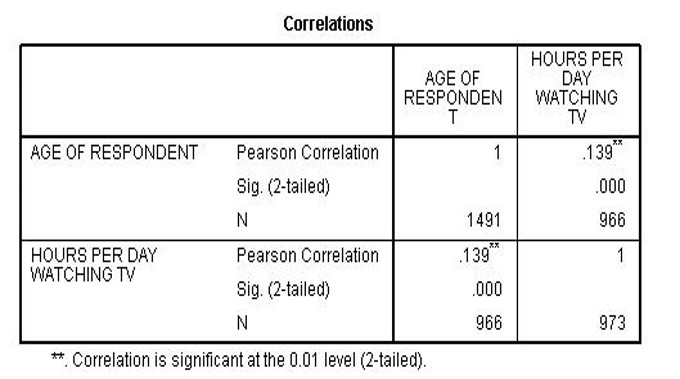 Correlations
HOURS PER
DAY
WATCHING
TV
AGE OF
RESPONDEN
T
AGE OF RESPONDENT Pearson Correlation 1 .139**
Sig. (2-tailed) .000
N 1491 966
HOURS PER DAY
WATCHING TV
Pearson Correlation .139** 1
Sig. (2-tailed) .000
N 966 973
**. Correlation is significant at the 0.01 level (2-tailed).